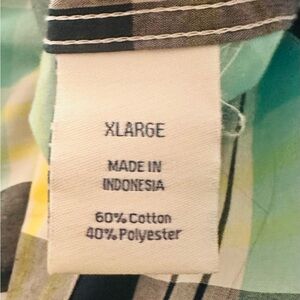 XLARGE
MADE IN
INDONESIA
60% Cotton
40% Polyester